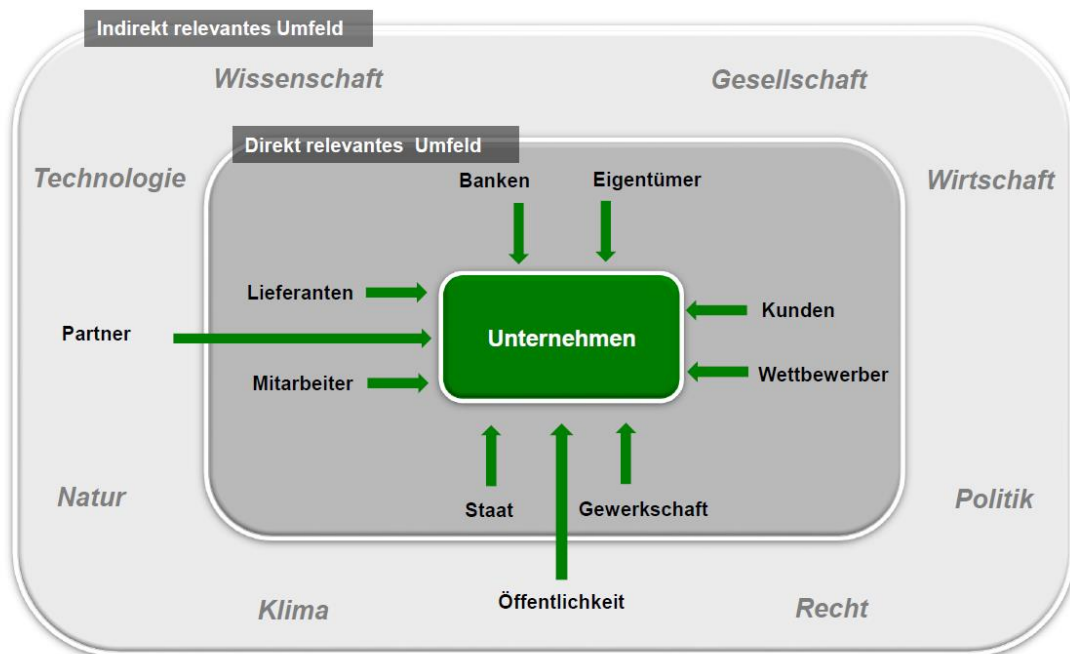 Indirekt relevantes Umfeld
Wissenschaft
Gesellschaft
Direkt relevantes Umfeld
Technologie
Banken
Eigentümer
Wirtschaft
Lieferanten
Kunden
Partner
Unternehmen
Mitarbeiter
Wettbewerber
Natur
Staat
Gewerkschaft
Politik
Klima
Öffentlichkeit
Recht